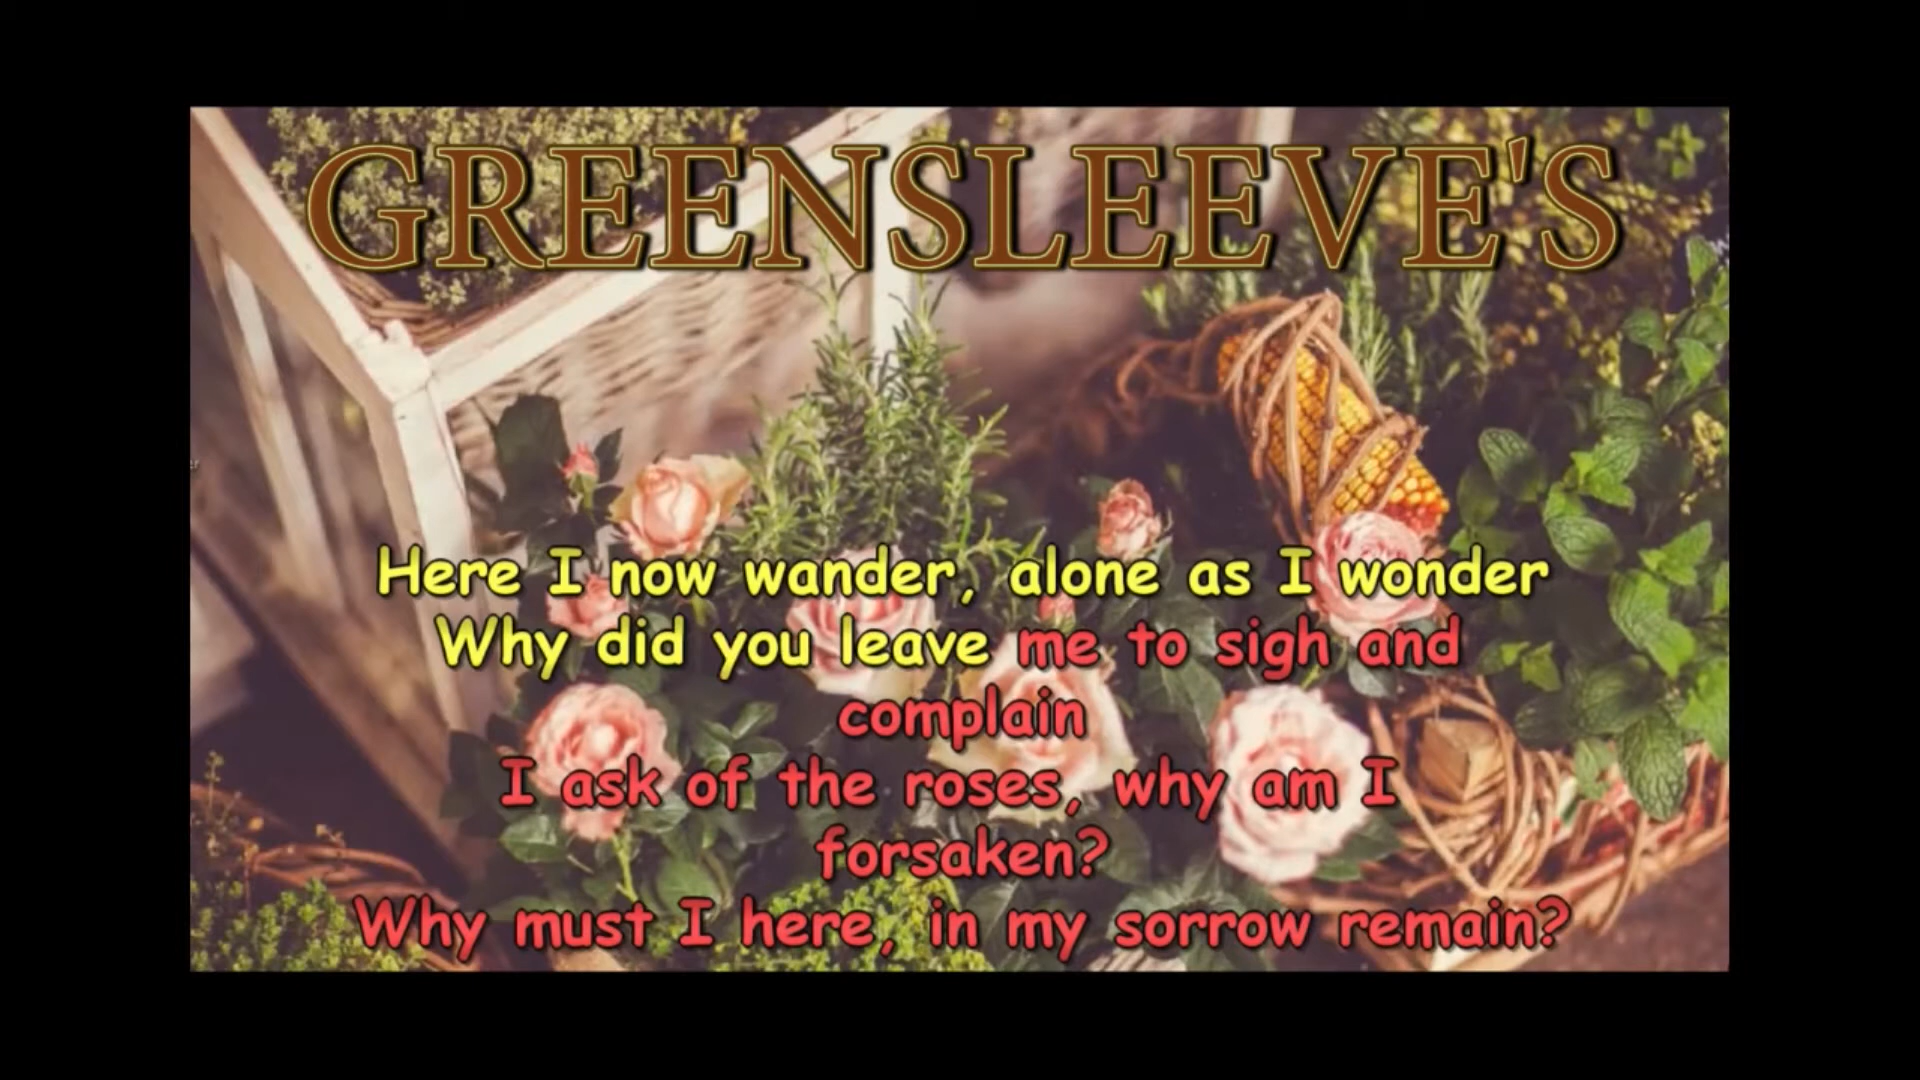 GREENSLEEVE'S
Here I now wander, alone as I wonder
Why did you leave me to sigh and
complain
I ask of the roses, why am I
forsaken?
Why must I here, in my sorrow remain?